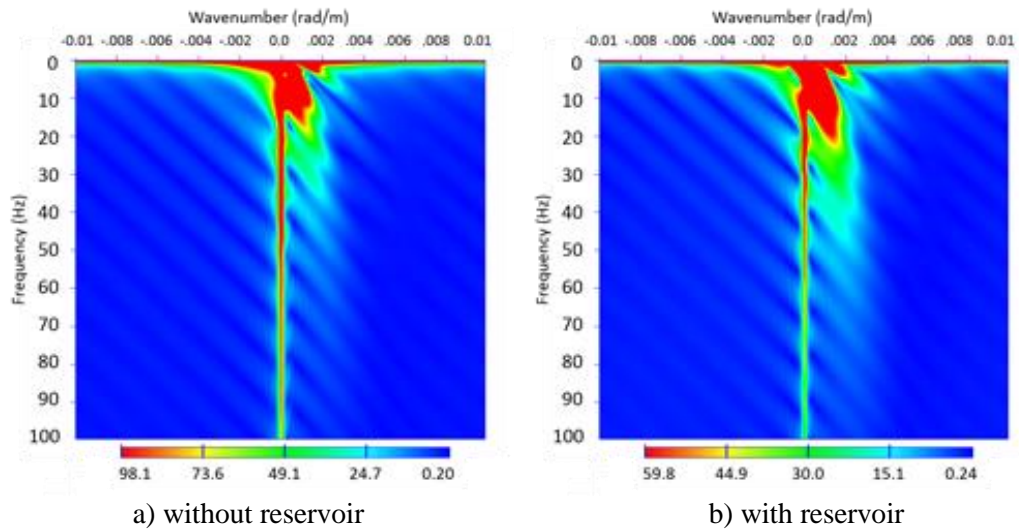 Wavenumber (rad/m)
-0.01 -.008 -.006 -.004 -.002 0.0 .002 .004 .006 .008 0.01
Frequency (Hz)
0
10
20
30
40
50
60
70
80
90
100
98.1 73.6 49.1 24.7 0.20
a) without reservoir
Wavenumber (rad/m)
-0.01 -.008 -.006 -.004 -.002 0.0 .002 .004 .006 .008 0.01
Frequency (Hz)
0
10
20
30
40
50
60
70
80
90
100
59.8 44.9 30.0 15.1 0.24
b) with reservoir